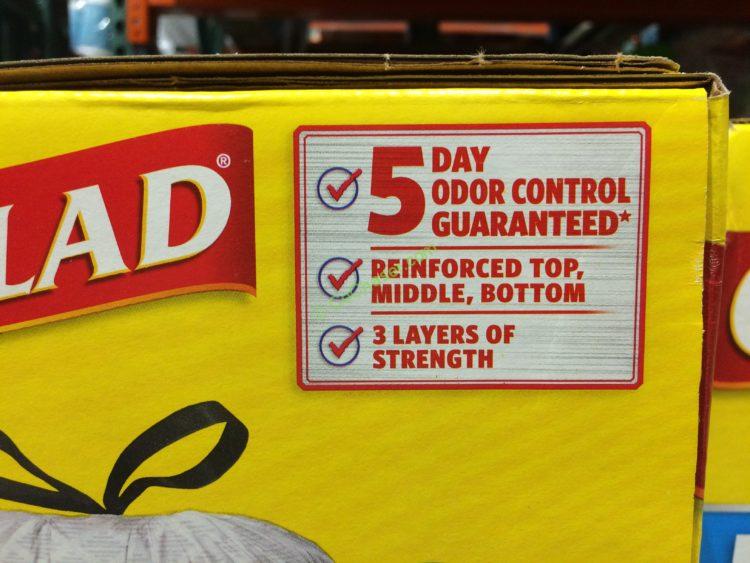 LAD®
5 DAY
ODOR CONTROL
GUARANTEED*
REINFORCED TOP,
MIDDLE, BOTTOM
3 LAYERS OF
STRENGTH